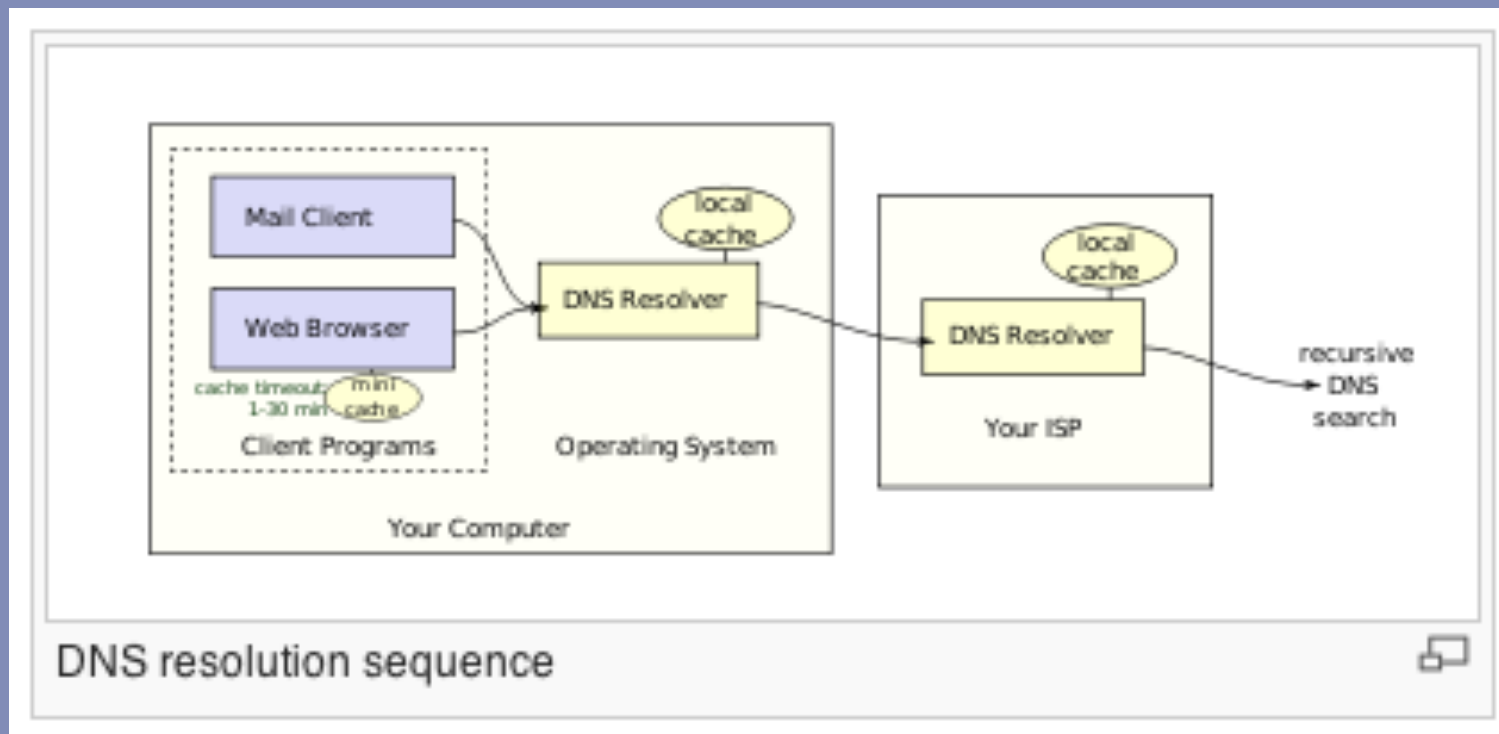 Mail Client
Web Browser
cache timeout:
1-30 min
mini
cache
Client Programs
local
cache
DNS Resolver
Operating System
Your Computer
local
cache
DNS Resolver
Your ISP
recursive
DNS
search
DNS resolution sequence